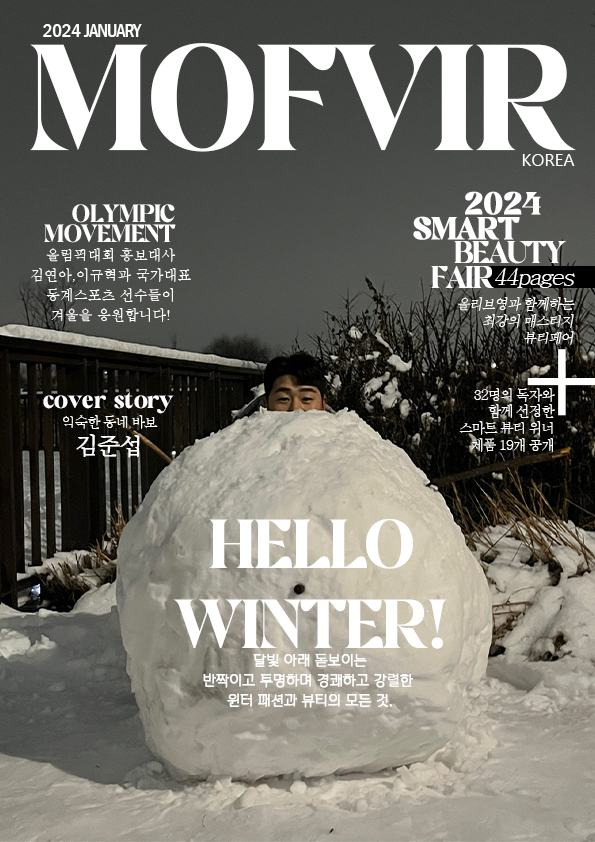 2024 JANUARY
MOFVIR
KOREA
OLYMPIC
MOVEMENT
올림픽대회 홍보대사
김연아,이규혁과 국가대표
동계스포츠 선수들이
겨울을 응원합니다!
2024
SMART
BEAUTY
FAIR 44pages
올리브영과 함께하는
최강의 매스티지
뷰티페어
cover story
익숙한 동네 바보
김준섭
32명의 독자와
함께 선정한
스마트 뷰티 위너
제품 19개 공개
HELLO
WINTER!
달빛 아래 돋보이는
반짝이고 투명하며 경쾌하고 강렬한
윈터 패션과 뷰티의 모든 것.